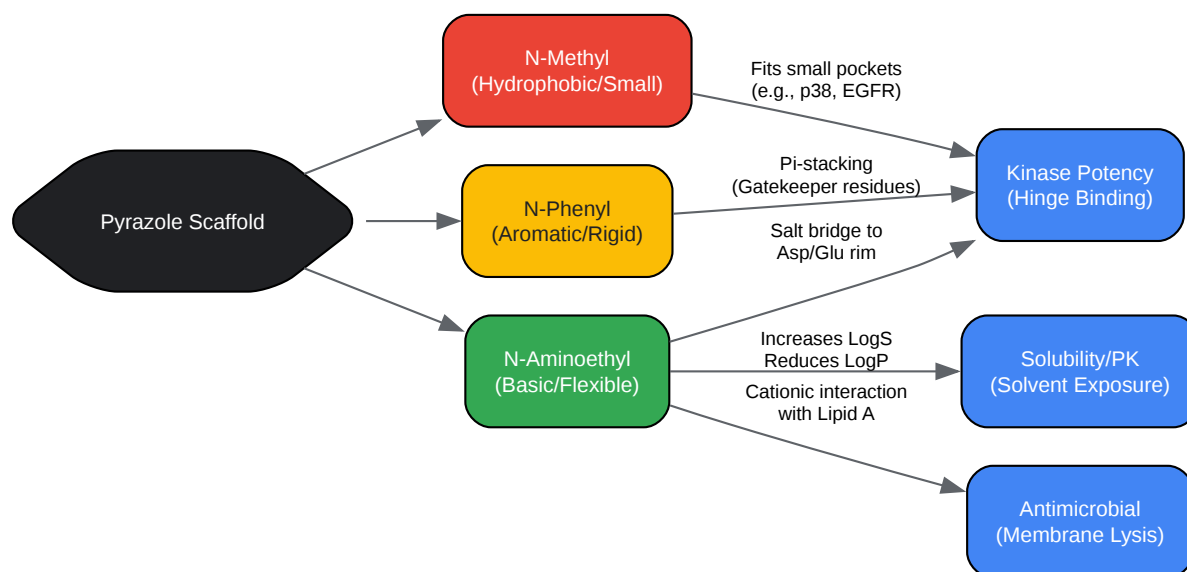 N-Methyl
(Hydrophobic/Small)
Fits small pockets
(e.g., p38, EGFR)
Pyrazole Scaffold
N-Phenyl
(Aromatic/Rigid)
Pi-stacking
(Gatekeeper residues)
Kinase Potency
(Hinge Binding)
Salt bridge to
Asp/Glu rim
N-Aminoethyl
(Basic/Flexible)
Increases LogS
Reduces LogP
Solubility/PK
(Solvent Exposure)
Cationic interaction
with Lipid A
Antimicrobial
(Membrane Lysis)